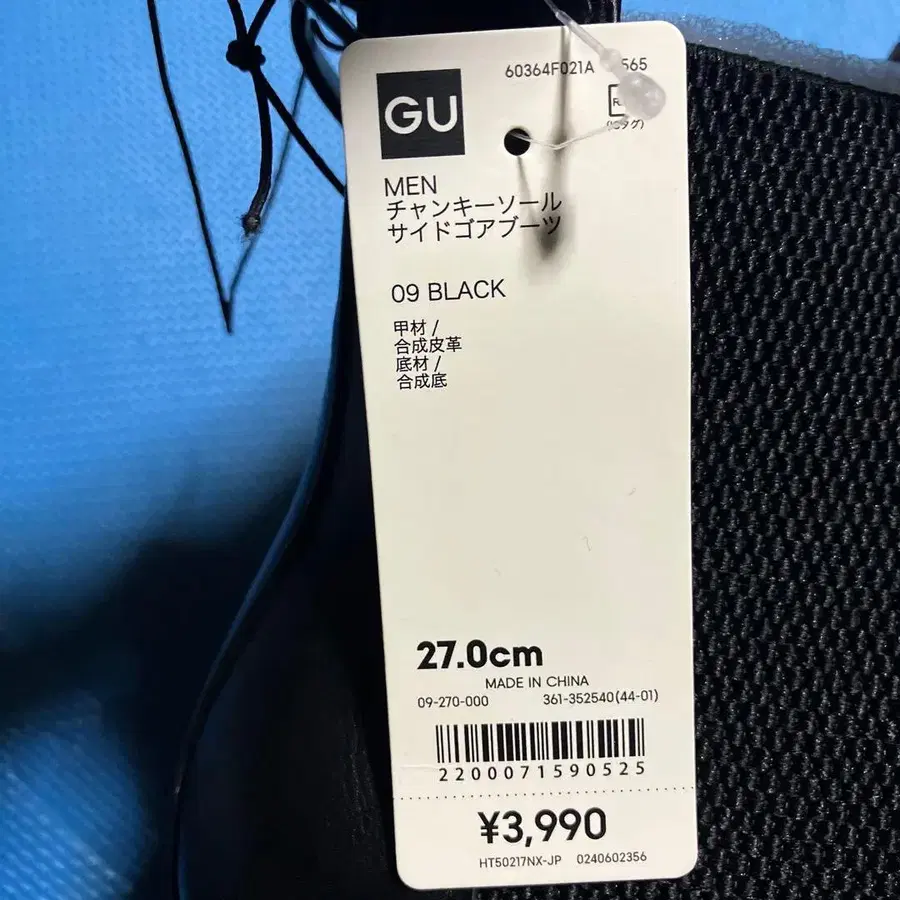 60364F021A 565
GU
MEN
チャンキーソール
サイドゴアブーツ
09 BLACK
甲材 /
合成皮革
底材 /
合成底
27.0cm
MADE IN CHINA
09-270-000 361-352540(44-01)
2200071590525
¥3,990
HT50217NX-JP 0240602356